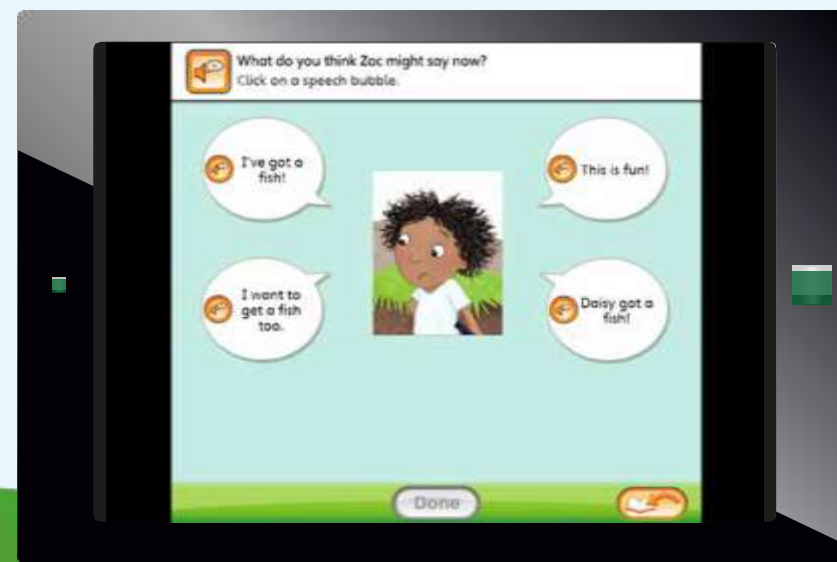 What do you think Zac might say now?
Click on a speech bubble.
I've got a
fish!
This is fun!
I want to
get a fish
too.
Daisy got a
fish!
Done